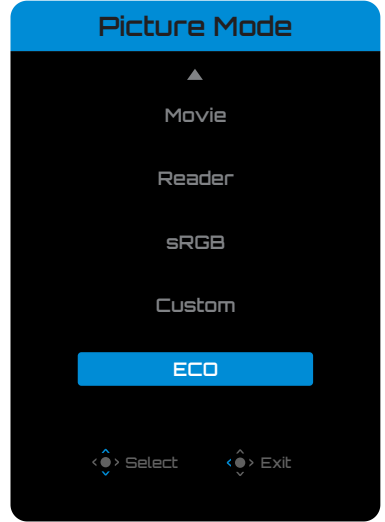 Picture Mode
Movie
Reader
sRGB
Custom
ECO
Select Exit